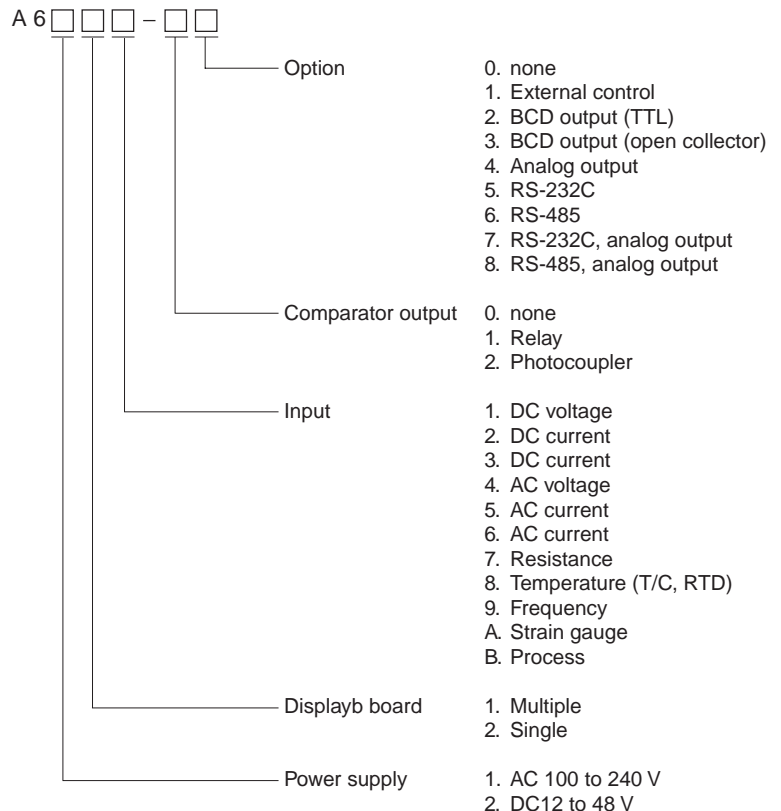 A 6 □ □ □ – □ □
Option
0. none
1. External control
2. BCD output (TTL)
3. BCD output (open collector)
4. Analog output
5. RS-232C
6. RS-485
7. RS-232C, analog output
8. RS-485, analog output
Comparator output
0. none
1. Relay
2. Photocoupler
Input
1. DC voltage
2. DC current
3. DC current
4. AC voltage
5. AC current
6. AC current
7. Resistance
8. Temperature (T/C, RTD)
9. Frequency
A. Strain gauge
B. Process
Displayb board
1. Multiple
2. Single
Power supply
1. AC 100 to 240 V
2. DC12 to 48 V